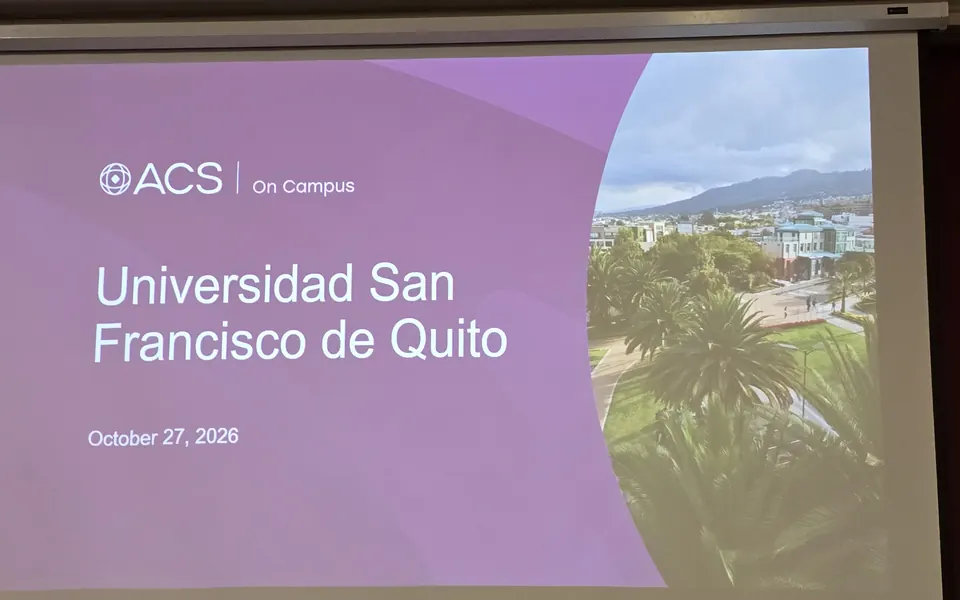 ACS | On Campus
Universidad San
Francisco de Quito
October 27, 2026